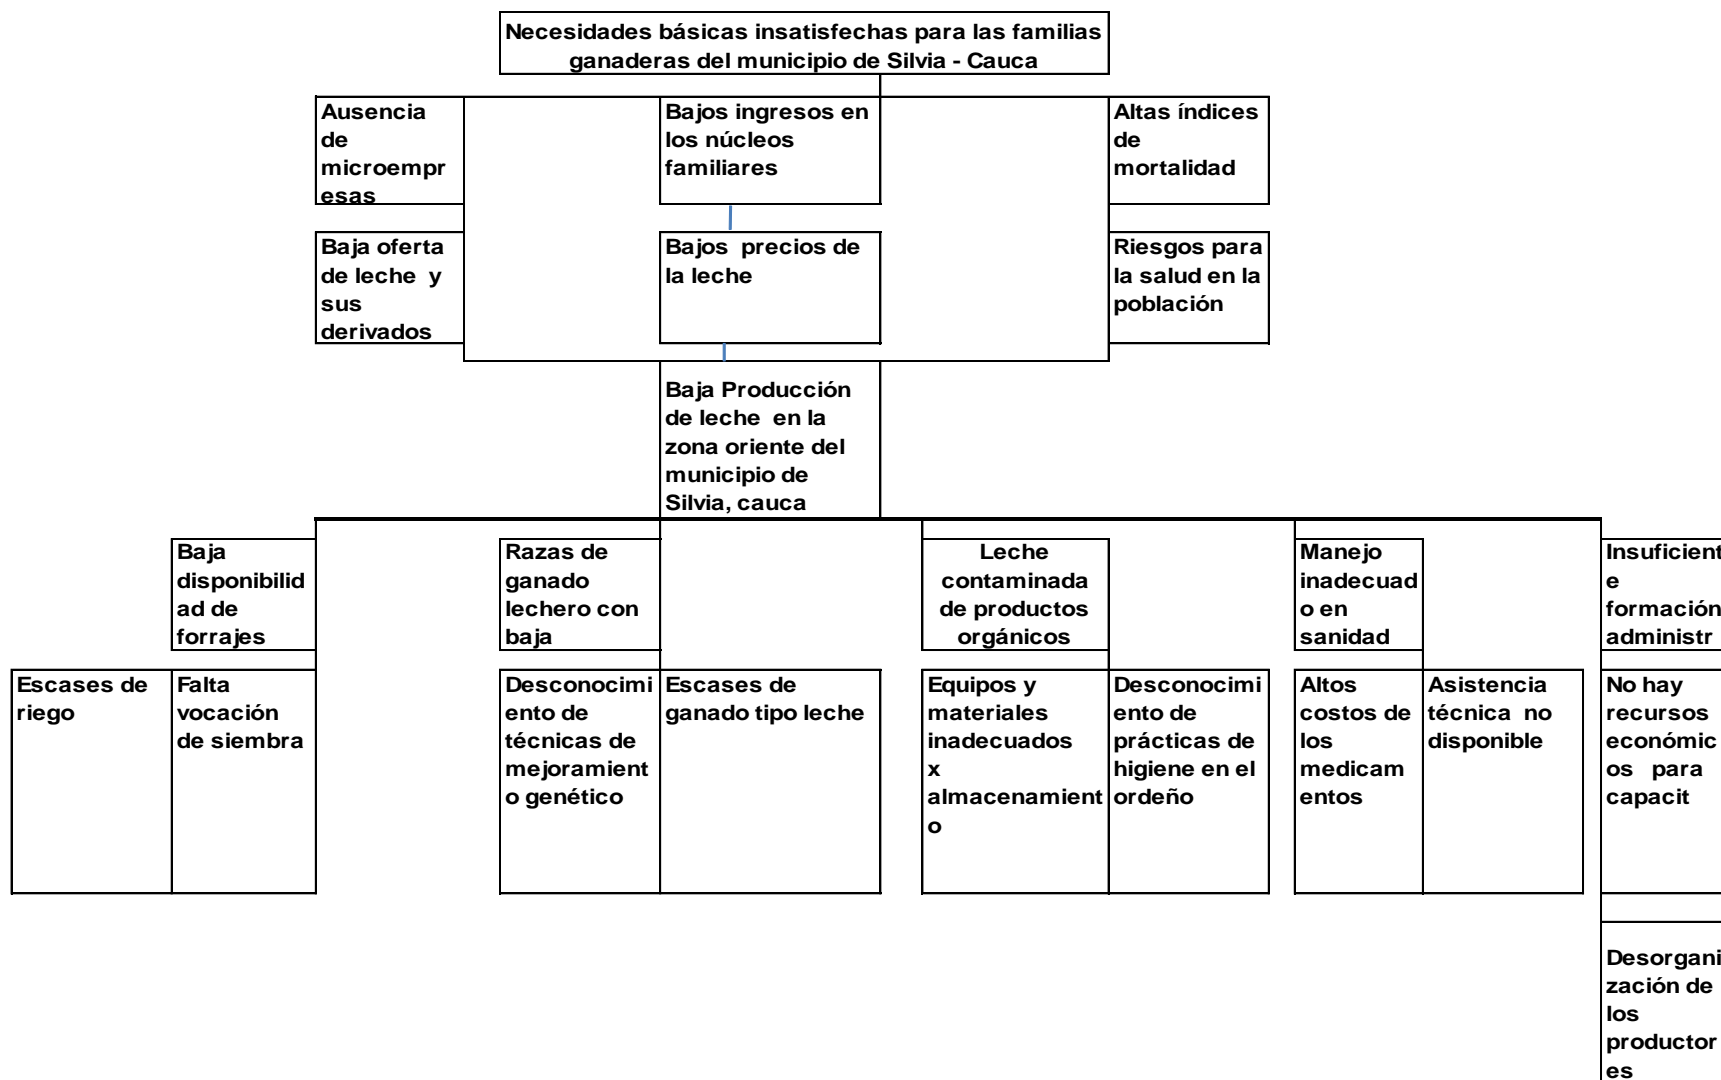 Necesidades básicas insatisfechas para las familias
ganaderas del municipio de Silvia - Cauca
Ausencia
de
microempr
esas
Bajos ingresos en
los núcleos
familiares
Altas índices
de
mortalidad
Baja oferta
de leche y
sus
derivados
Bajos precios de
la leche
Riesgos para
la salud en la
población
Baja Producción
de leche en la
zona oriente del
municipio de
Silvia, cauca
Baja
disponibilid
ad de
forrajes
Razas de
ganado
lechero con
baja
Leche
contaminada
de productos
orgánicos
Manejo
inadecuad
o en
sanidad
Insuficient
e
formación
administr
Escases de
riego
Falta
vocación
de siembra
Desconocimi
ento de
técnicas de
mejoramient
o genético
Escases de
ganado tipo leche
Equipos y
materiales
inadecuados
x
almacenamient
o
Desconocimi
ento de
prácticas de
higiene en el
ordeño
Altos
costos de
los
medicam
entos
Asistencia
técnica no
disponible
No hay
recursos
económic
os para
capacit
Desorgani
zación de
los
productor
es